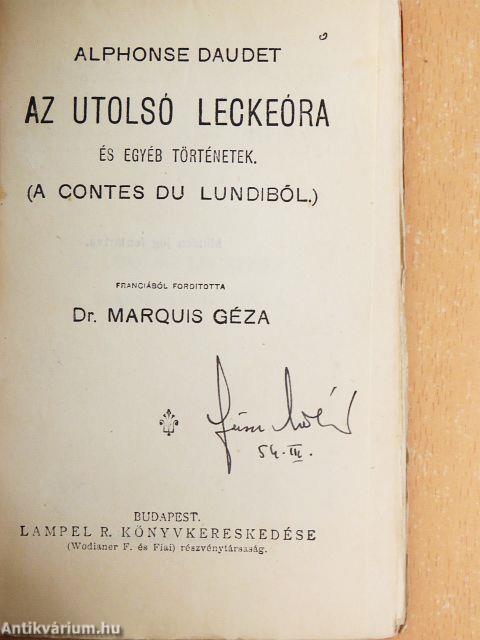 ALPHONSE DAUDET
AZ UTOLSÓ LECKEÓRA
ÉS EGYÉB TÖRTÉNETEK.
(A CONTES DU LUNDIBÓL.)
FRANCIÁBÓL FORDITOTTA
Dr. MARQUIS GÉZA
54. III.
BUDAPEST.
LAMPEL R. KÖNYVKERESKEDÉSE
(Wodianer F. és Fiai) részvénytársaság.
Antikvárium.hu